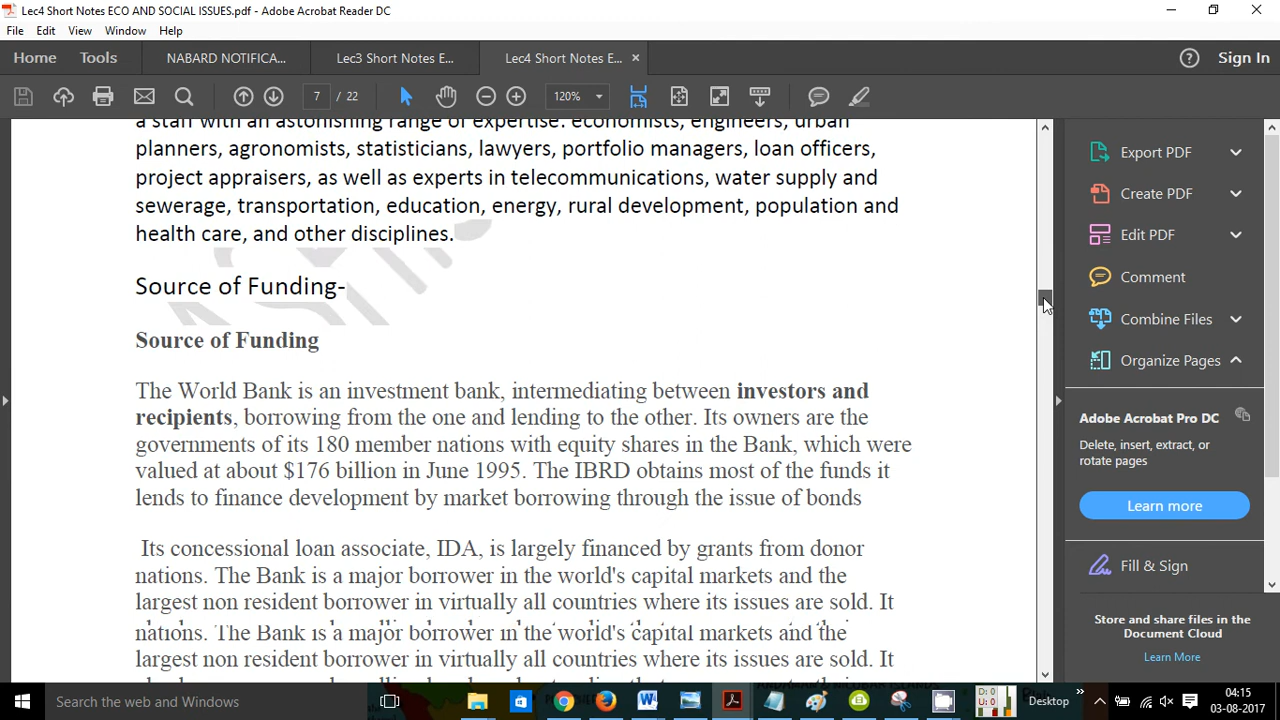 Lec4 Short Notes ECO AND SOCIAL ISSUES.pdf - Adobe Acrobat Reader DC
File Edit View Window Help
Home Tools NABARD NOTIFICA... Lec3 Short Notes E... Lec4 Short Notes E... × ? Sign In
7 / 22 120%
a staff with an astonishing range of expertise: economists, engineers, urban
planners, agronomists, statisticians, lawyers, portfolio managers, loan officers,
project appraisers, as well as experts in telecommunications, water supply and
sewerage, transportation, education, energy, rural development, population and
health care, and other disciplines.
Source of Funding-
Source of Funding
The World Bank is an investment bank, intermediating between investors and
recipients, borrowing from the one and lending to the other. Its owners are the
governments of its 180 member nations with equity shares in the Bank, which were
valued at about $176 billion in June 1995. The IBRD obtains most of the funds it
lends to finance development by market borrowing through the issue of bonds
Its concessional loan associate, IDA, is largely financed by grants from donor
nations. The Bank is a major borrower in the world's capital markets and the
largest non resident borrower in virtually all countries where its issues are sold. It
nations. The Bank is a major borrower in the world's capital markets and the
largest non resident borrower in virtually all countries where its issues are sold. It
Export PDF
Create PDF
Edit PDF
Comment
Combine Files
Organize Pages
Adobe Acrobat Pro DC
Delete, insert, extract, or
rotate pages
Learn more
Fill & Sign
Store and share files in the
Document Cloud
Learn More
Search the web and Windows
D: 0
U: 0
Desktop
04:15
03-08-2017